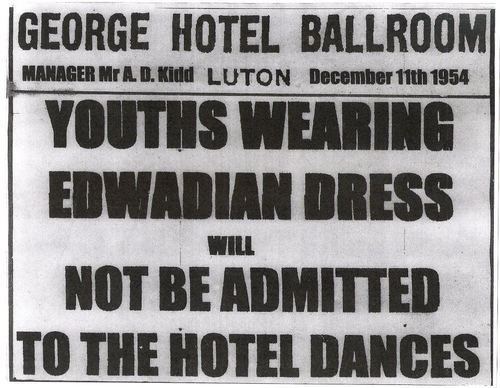 GEORGE HOTEL BALLROOM
MANAGER Mr A. D. Kidd LUTON December 11th 1954
YOUTHS WEARING
EDWADIAN DRESS
WILL
NOT BE ADMITTED
TO THE HOTEL DANCES